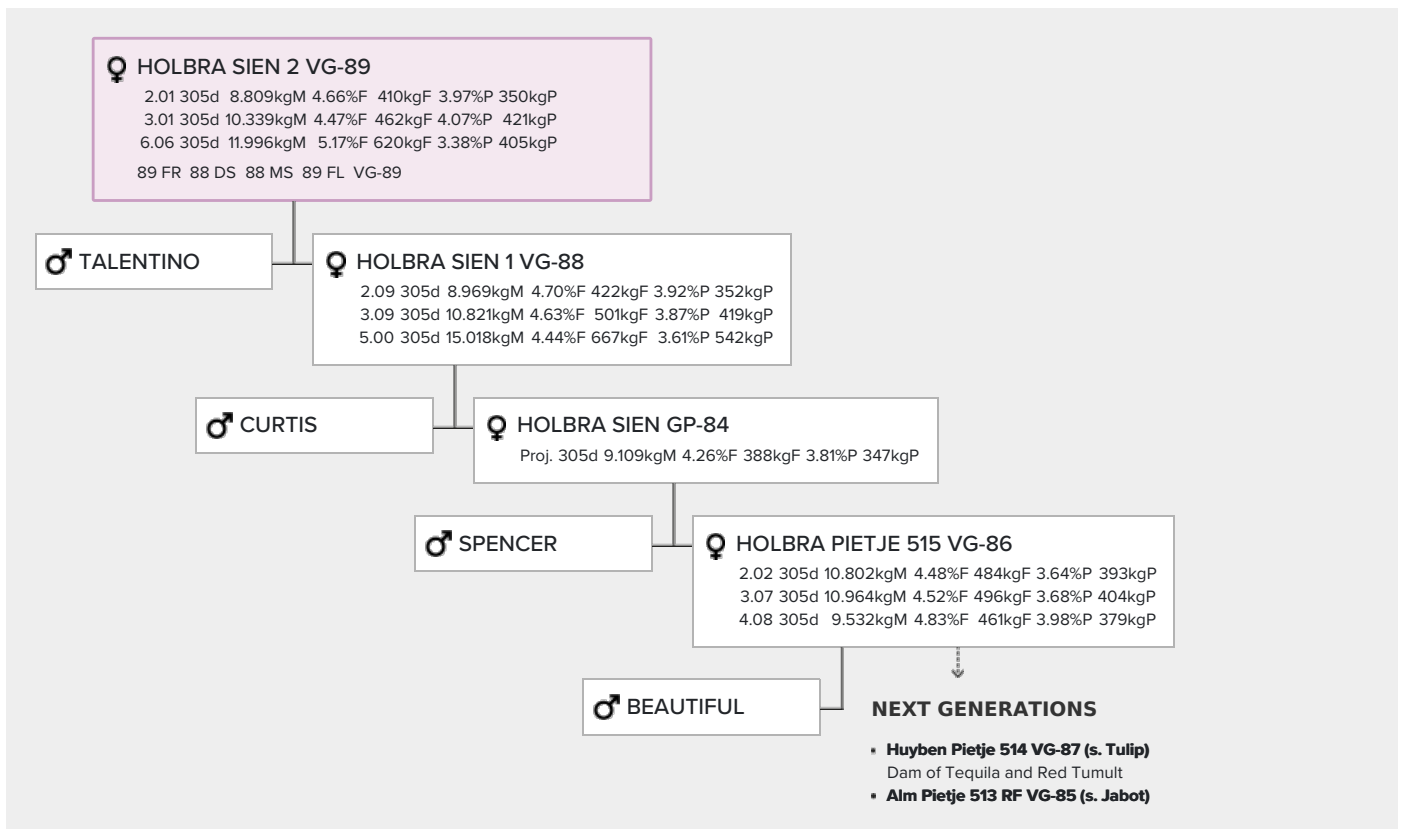 HOLBRA SIEN 2 VG-89
2.01 305d 8.809kgM 4.66%F 410kgF 3.97%P 350kgP
3.01 305d 10.339kgM 4.47%F 462kgF 4.07%P 421kgP
6.06 305d 11.996kgM 5.17%F 620kgF 3.38%P 405kgP
89 FR 88 DS 88 MS 89 FL VG-89
TALENTINO
HOLBRA SIEN 1 VG-88
2.09 305d 8.969kgM 4.70%F 422kgF 3.92%P 352kgP
3.09 305d 10.821kgM 4.63%F 501kgF 3.87%P 419kgP
5.00 305d 15.018kgM 4.44%F 667kgF 3.61%P 542kgP
CURTIS
HOLBRA SIEN GP-84
Proj. 305d 9.109kgM 4.26%F 388kgF 3.81%P 347kgP
SPENCER
HOLBRA PIETJE 515 VG-86
2.02 305d 10.802kgM 4.48%F 484kgF 3.64%P 393kgP
3.07 305d 10.964kgM 4.52%F 496kgF 3.68%P 404kgP
4.08 305d 9.532kgM 4.83%F 461kgF 3.98%P 379kgP
BEAUTIFUL
NEXT GENERATIONS
• Huyben Pietje 514 VG-87 (s. Tulip)
Dam of Tequila and Red Tumult
• Alm Pietje 513 RF VG-85 (s. Jabot)